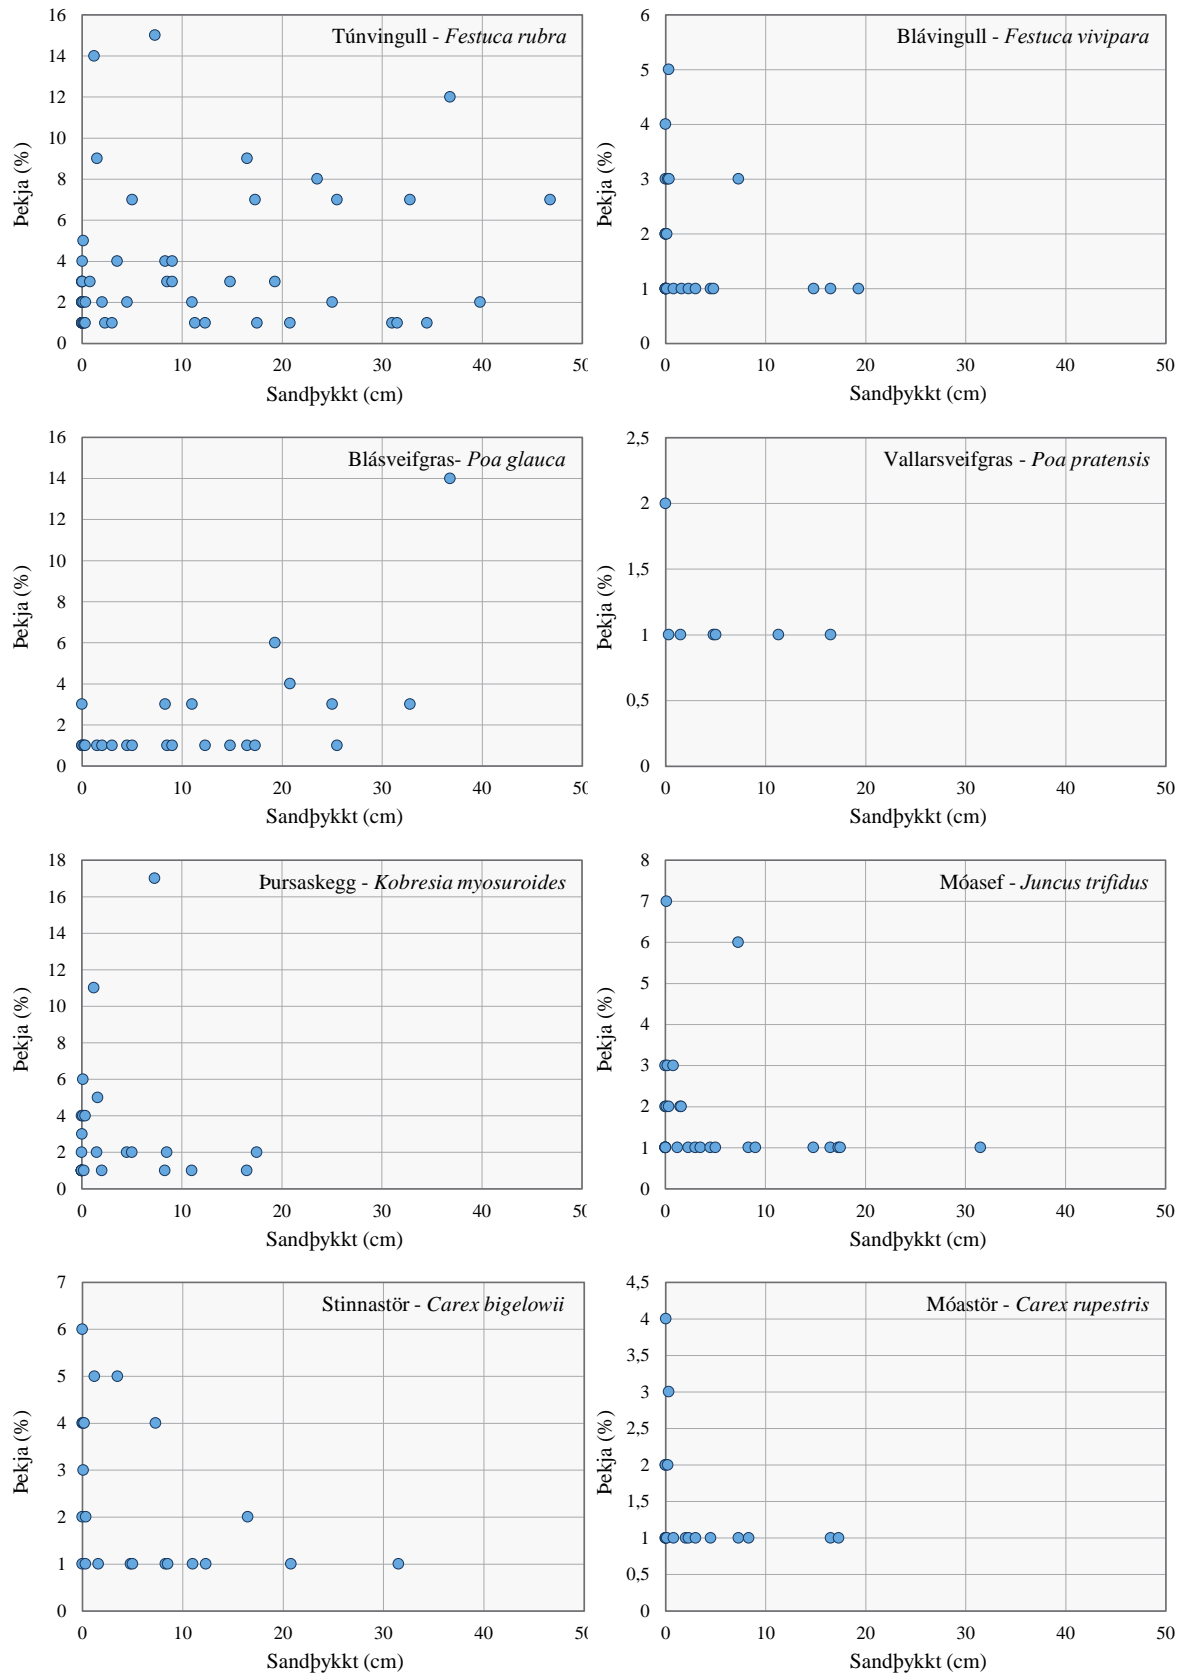 Túnvingull - Festuca rubra
Þekja (%)
16
14
12
10
8
6
4
2
0
0 10 20 30 40 50
Sandþykkt (cm)
Blávingull - Festuca vivipara
Þekja (%)
6
5
4
3
2
1
0
0 10 20 30 40 50
Sandþykkt (cm)
Blásveifgras- Poa glauca
Þekja (%)
16
14
12
10
8
6
4
2
0
0 10 20 30 40 50
Sandþykkt (cm)
Vallarsveifgras - Poa pratensis
Þekja (%)
2,5
2
1,5
1
0,5
0
0 10 20 30 40 50
Sandþykkt (cm)
Þursaskegg - Kobresia myosuroides
Þekja (%)
18
16
14
12
10
8
6
4
2
0
0 10 20 30 40 50
Sandþykkt (cm)
Móasef - Juncus trifidus
Þekja (%)
8
7
6
5
4
3
2
1
0
0 10 20 30 40 50
Sandþykkt (cm)
Stinnastör - Carex bigelowii
Þekja (%)
7
6
5
4
3
2
1
0
0 10 20 30 40 50
Sandþykkt (cm)
Móastör - Carex rupestris
Þekja (%)
4,5
4
3,5
3
2,5
2
1,5
1
0,5
0
0 10 20 30 40 50
Sandþykkt (cm)